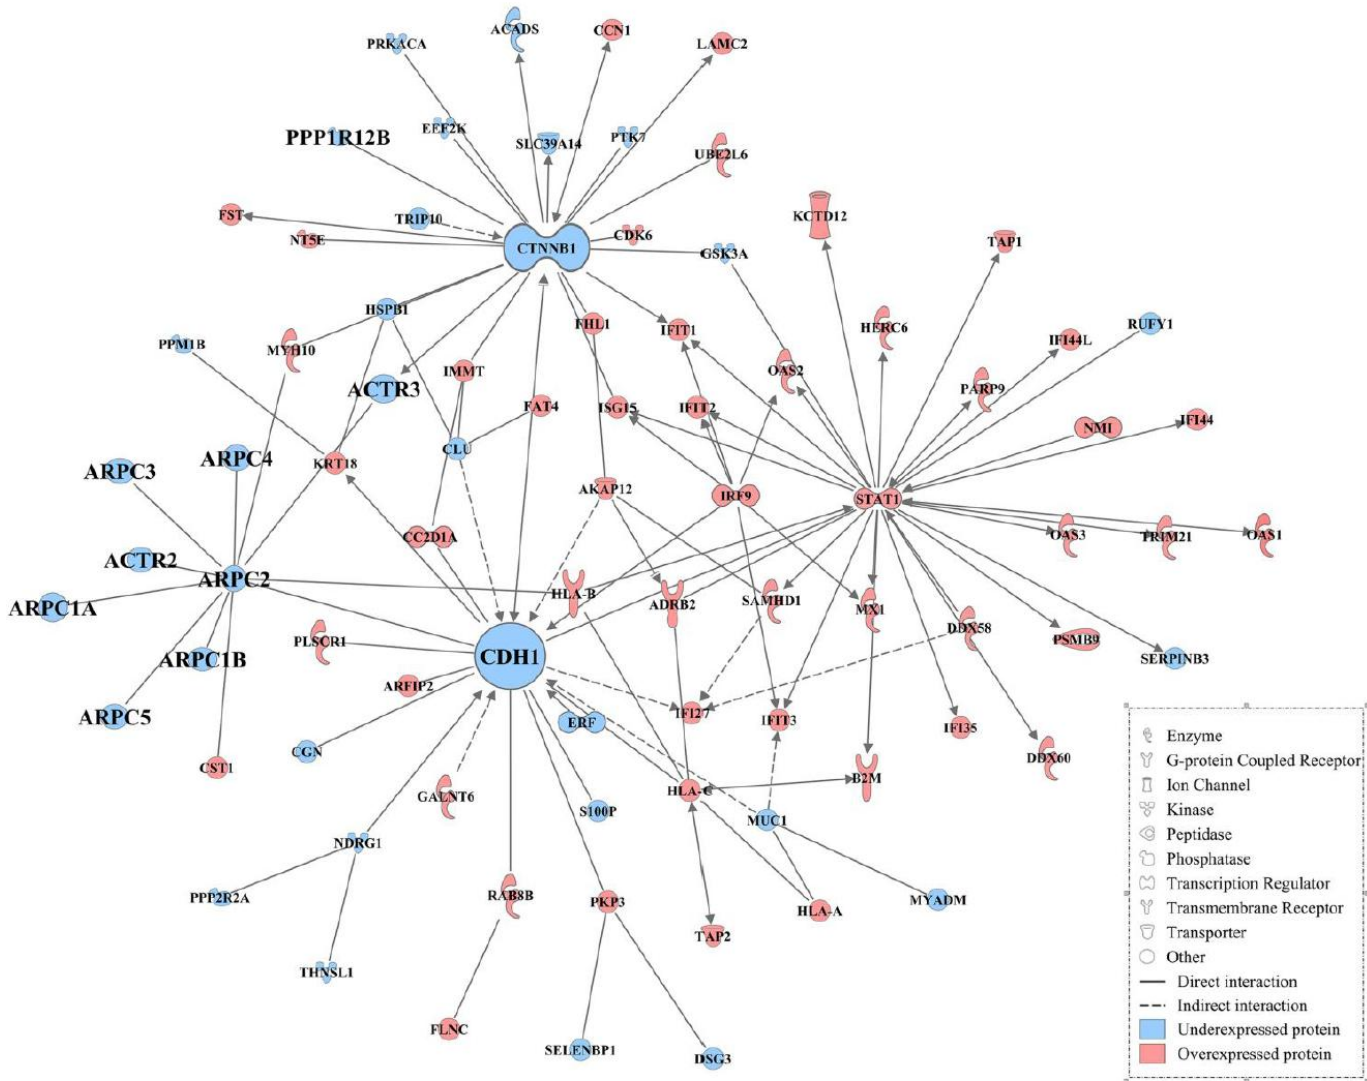 ACADS
CCN1
PRKACA
LAMC2
EEF2K
PPP1R12B
SLC39A14
PTK7
UBE2L6
FST
TRIP10
KCTD12
NT5E
CTNNB1
CDK6
GSK3A
TAP1
HSPB1
FHL1
IFIT1
HERC6
RUFY1
PPM1B
MYH10
IFI44L
IMMT
OAS2
ACTR3
PARP9
FAT4
ISG15
IFIT2
IFI44
NMI
CLU
ARPC3
ARPC4
KRT18
AKAP12
IRF9
STAT1
CC2D1A
OAS3
TRIM21
OAS1
ACTR2
ARPC2
HLA-B
ADRB2
SAMHD1
MX1
ARPC1A
DDX58
PLSCR1
PSMB9
ARPC1B
CDH1
SERPINB3
ARFIP2
ARPC5
IFI27
IFIT3
ERF
IFI35
CGN
CST1
DDX60
B2M
HLA-C
GALNT6
S100P
MUC1
NDRG1
PPP2R2A
RAB8B
PKP3
MYADM
HLA-A
TAP2
THNSL1
FLNC
SELENBP1
DSG3
Enzyme
G-protein Coupled Receptor
Ion Channel
Kinase
Peptidase
Phosphatase
Transcription Regulator
Transmembrane Receptor
Transporter
Other
Direct interaction
Indirect interaction
Underexpressed protein
Overexpressed protein